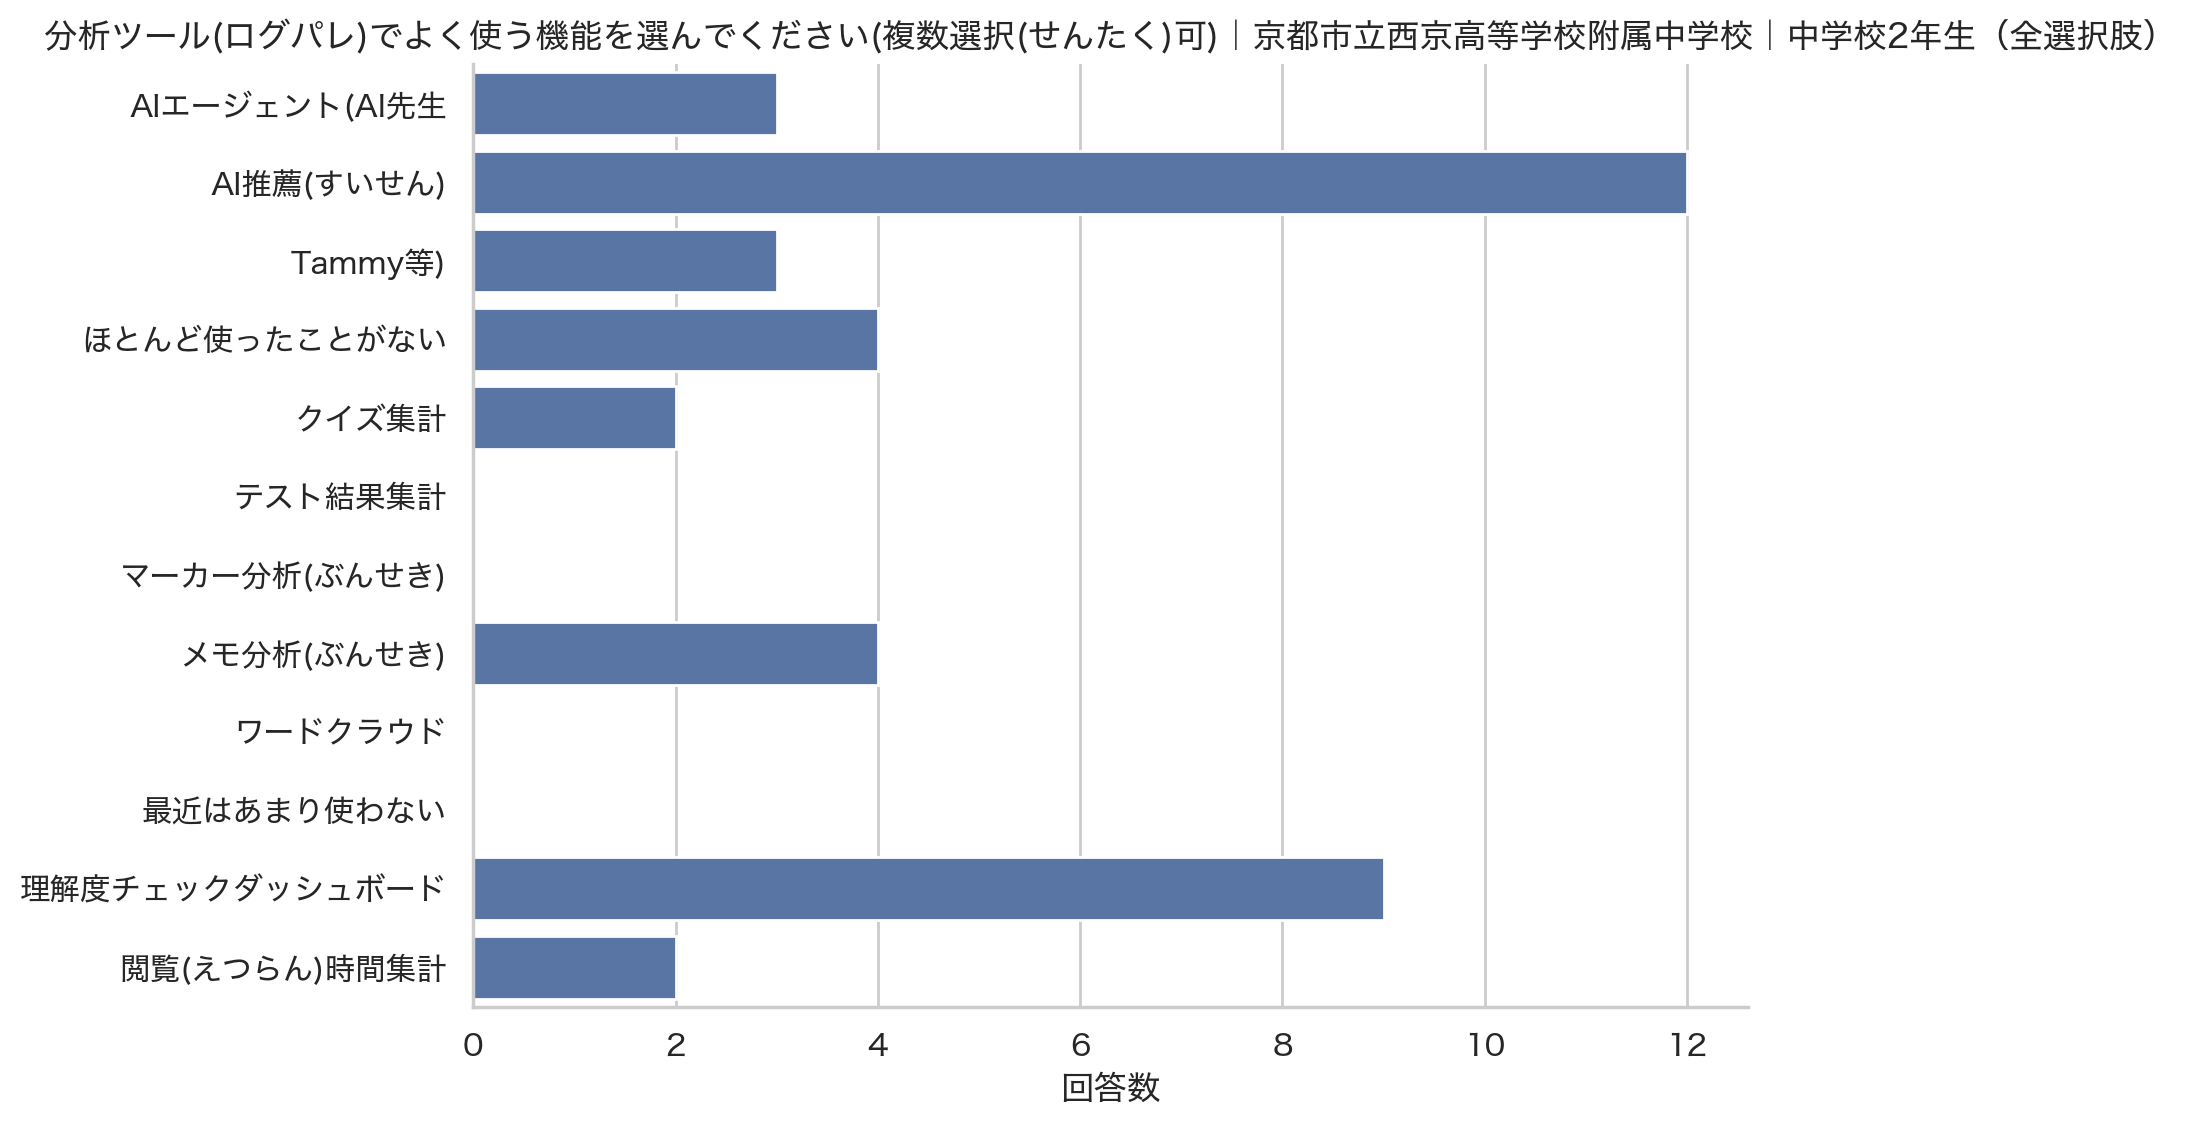 分析ツール(ログパレ)でよく使う機能を選んでください(複数選択(せんたく)可)｜京都市立西京高等学校附属中学校｜中学校2年生（全選択肢）
AIエージェント(AI先生
AI推薦(すいせん)
Tammy等)
ほとんど使ったことがない
クイズ集計
テスト結果集計
マーカー分析(ぶんせき)
メモ分析(ぶんせき)
ワードクラウド
最近はあまり使わない
理解度チェックダッシュボード
閲覧(えつらん)時間集計
0 2 4 6 8 10 12
回答数